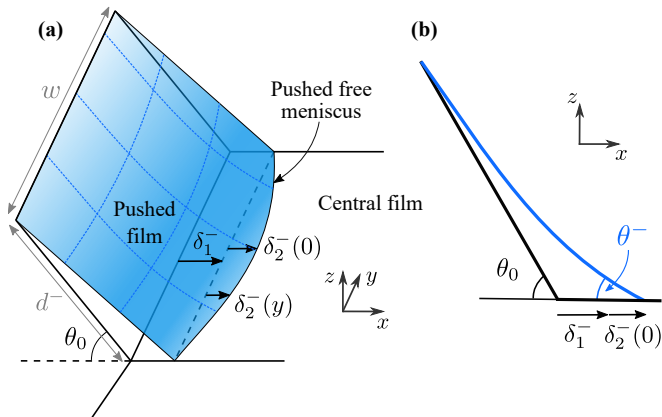 (a)
w
Pushed free
meniscus
Pushed
film
Central film
δ₁⁻
δ₂⁻(0)
δ₂⁻(y)
d⁻
θ₀
z
y
x
(b)
z
x
θ₀
θ⁻
δ₁⁻
δ₂⁻(0)